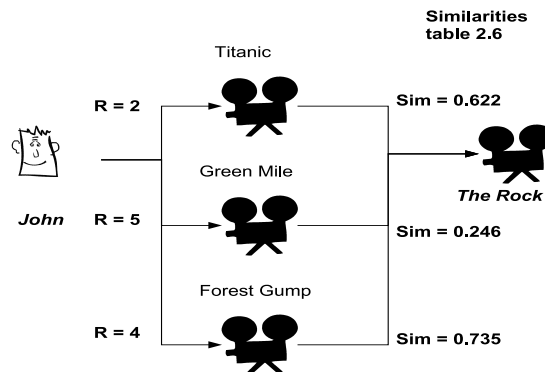 Similarities
table 2.6
Titanic
R = 2
Sim = 0.622
Green Mile
The Rock
John
R = 5
Sim = 0.246
Forest Gump
R = 4
Sim = 0.735